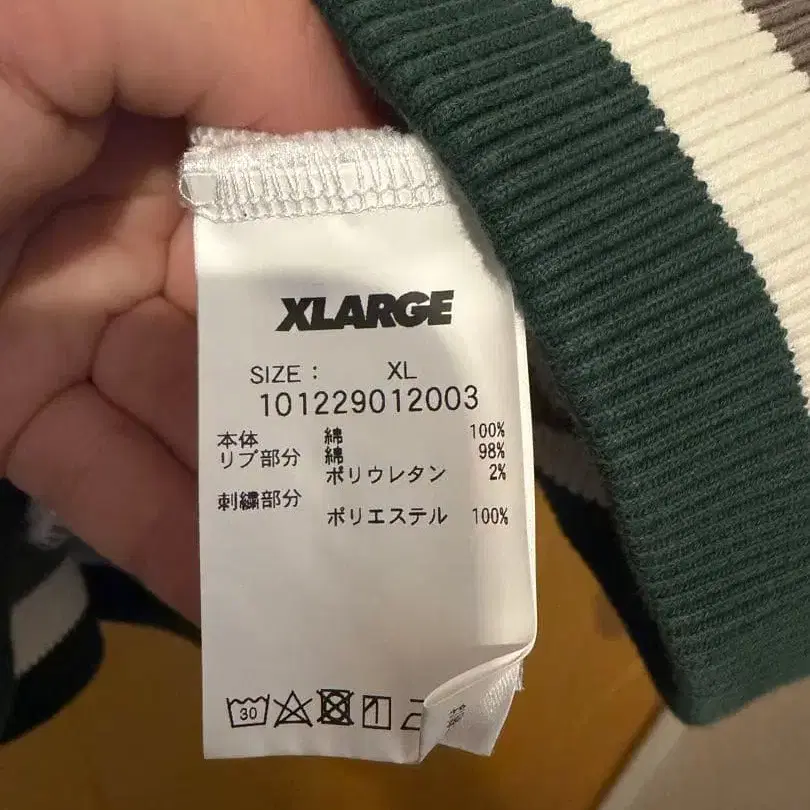 XLARGE
SIZE : XL
101229012003
本体 綿 100%
リブ部分 綿 98%
ポリウレタン 2%
刺繍部分
ポリエステル 100%
30